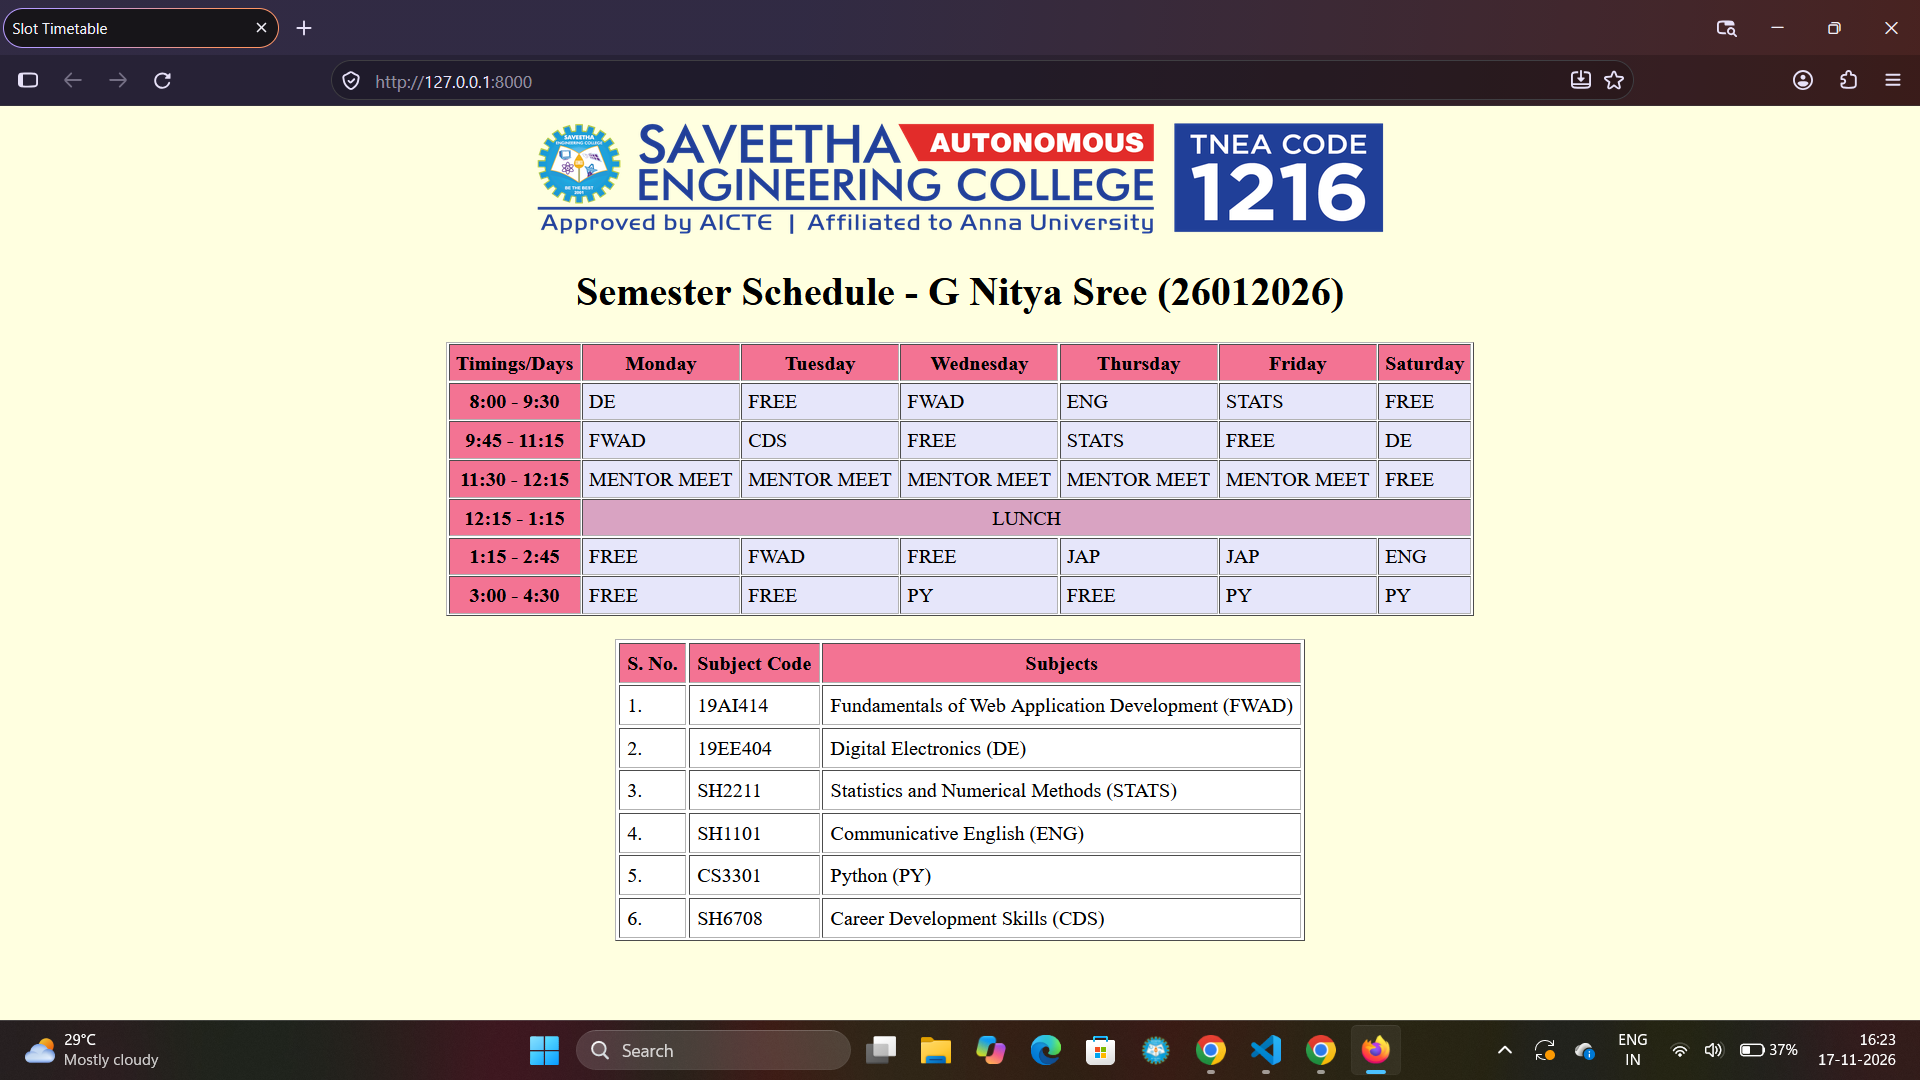 Slot Timetable
http://127.0.0.1:8000
SAVEETHA
ENGINEERING COLLEGE
BE THE BEST
2001
SAVEETHA AUTONOMOUS
ENGINEERING COLLEGE
Approved by AICTE | Affiliated to Anna University
TNEA CODE
1216
Semester Schedule - G Nitya Sree (26012026)
Timings/Days Monday Tuesday Wednesday Thursday Friday Saturday
8:00 - 9:30 DE FREE FWAD ENG STATS FREE
9:45 - 11:15 FWAD CDS FREE STATS FREE DE
11:30 - 12:15 MENTOR MEET MENTOR MEET MENTOR MEET MENTOR MEET MENTOR MEET FREE
12:15 - 1:15 LUNCH
1:15 - 2:45 FREE FWAD FREE JAP JAP ENG
3:00 - 4:30 FREE FREE PY FREE PY PY
S. No. Subject Code Subjects
1. 19AI414 Fundamentals of Web Application Development (FWAD)
2. 19EE404 Digital Electronics (DE)
3. SH2211 Statistics and Numerical Methods (STATS)
4. SH1101 Communicative English (ENG)
5. CS3301 Python (PY)
6. SH6708 Career Development Skills (CDS)
29°C
Mostly cloudy
Search
ENG
IN
37%
16:23
17-11-2026